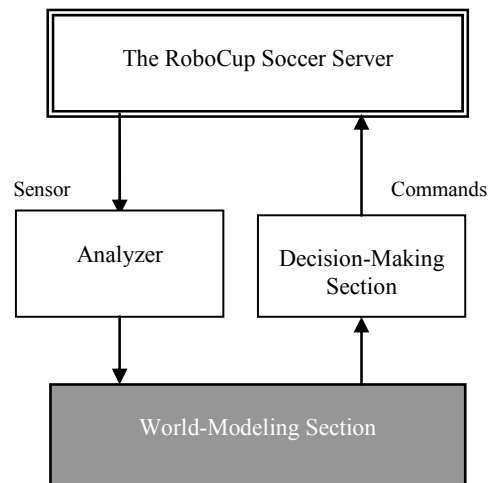 The RoboCup Soccer Server
Sensor
Commands
Analyzer
Decision-Making
Section
World-Modeling Section